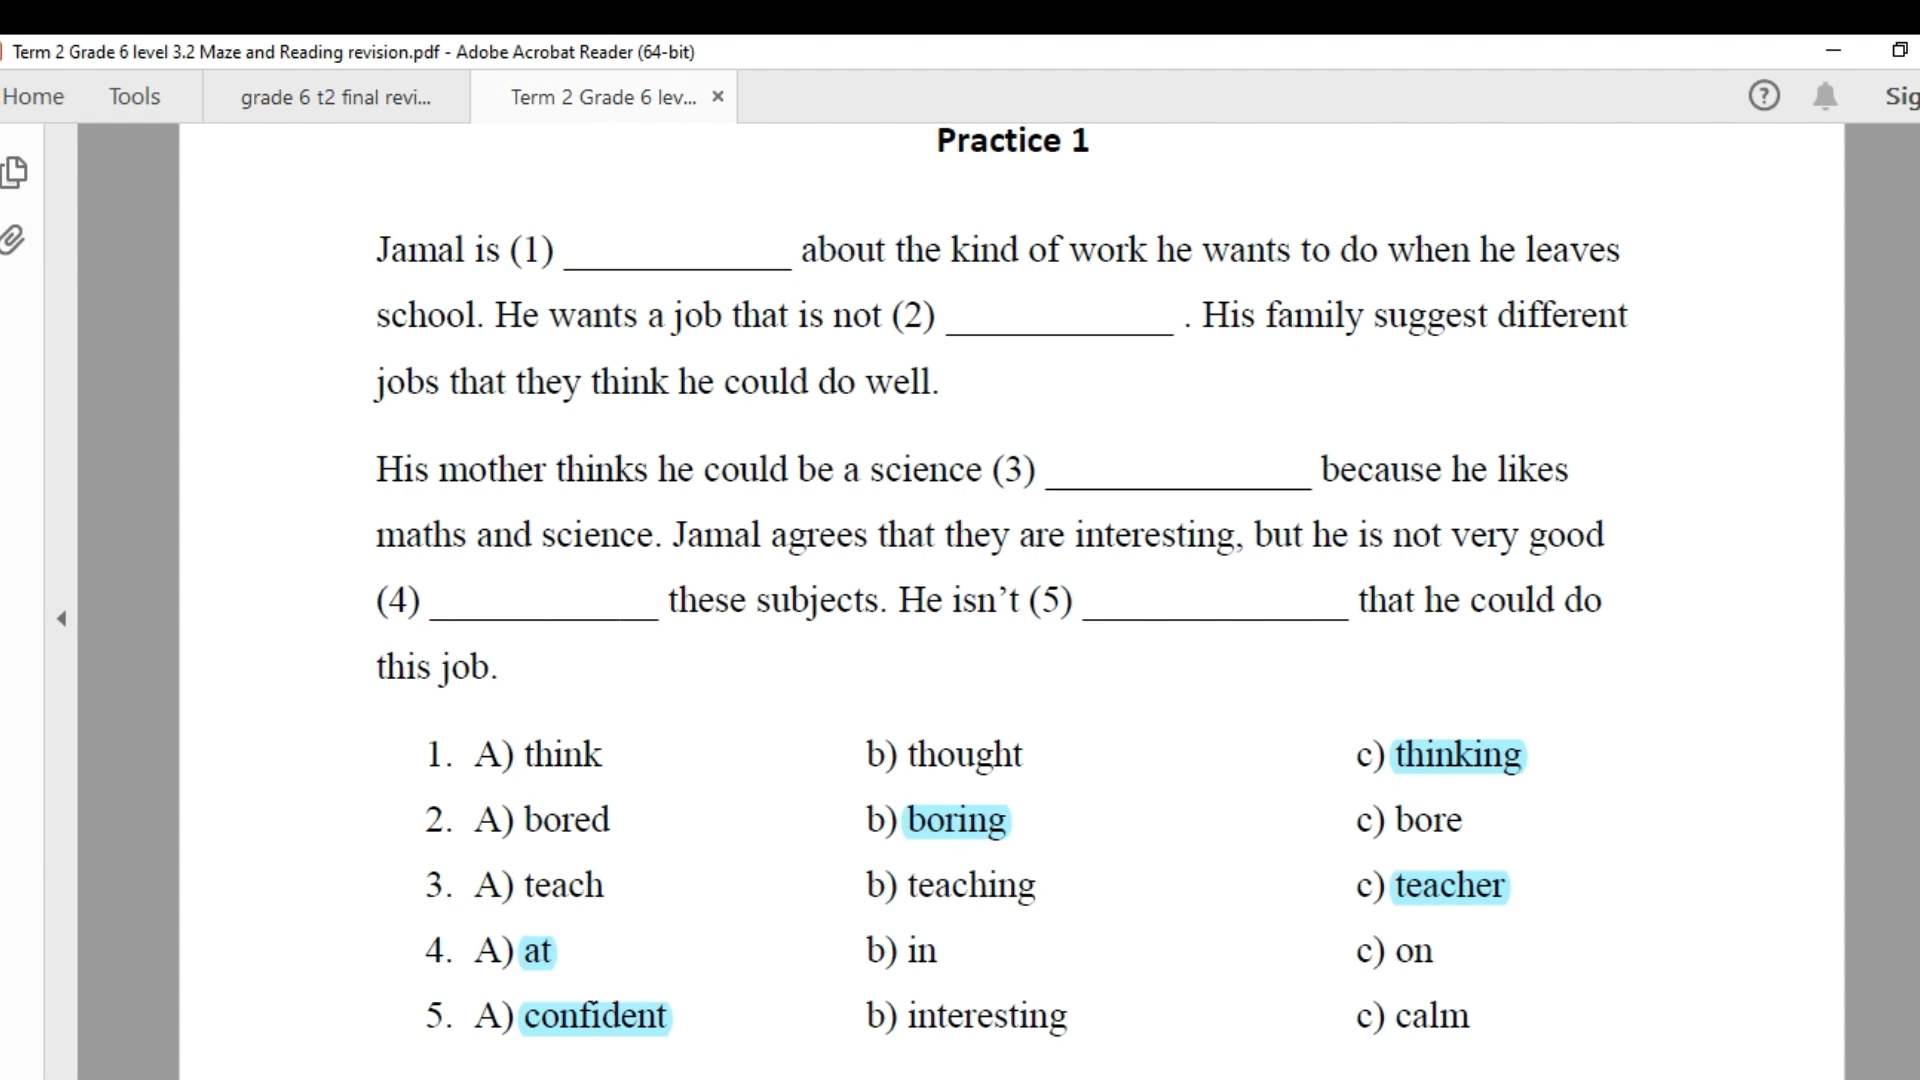 Term 2 Grade 6 level 3.2 Maze and Reading revision.pdf - Adobe Acrobat Reader (64-bit)
Home Tools grade 6 t2 final revi... Term 2 Grade 6 lev... × ? Sig
Practice 1
Jamal is (1) ____________ about the kind of work he wants to do when he leaves
school. He wants a job that is not (2) ____________ . His family suggest different
jobs that they think he could do well.
His mother thinks he could be a science (3) ______________ because he likes
maths and science. Jamal agrees that they are interesting, but he is not very good
(4) ____________ these subjects. He isn’t (5) ______________ that he could do
this job.
1. A) think b) thought c) thinking
2. A) bored b) boring c) bore
3. A) teach b) teaching c) teacher
4. A) at b) in c) on
5. A) confident b) interesting c) calm